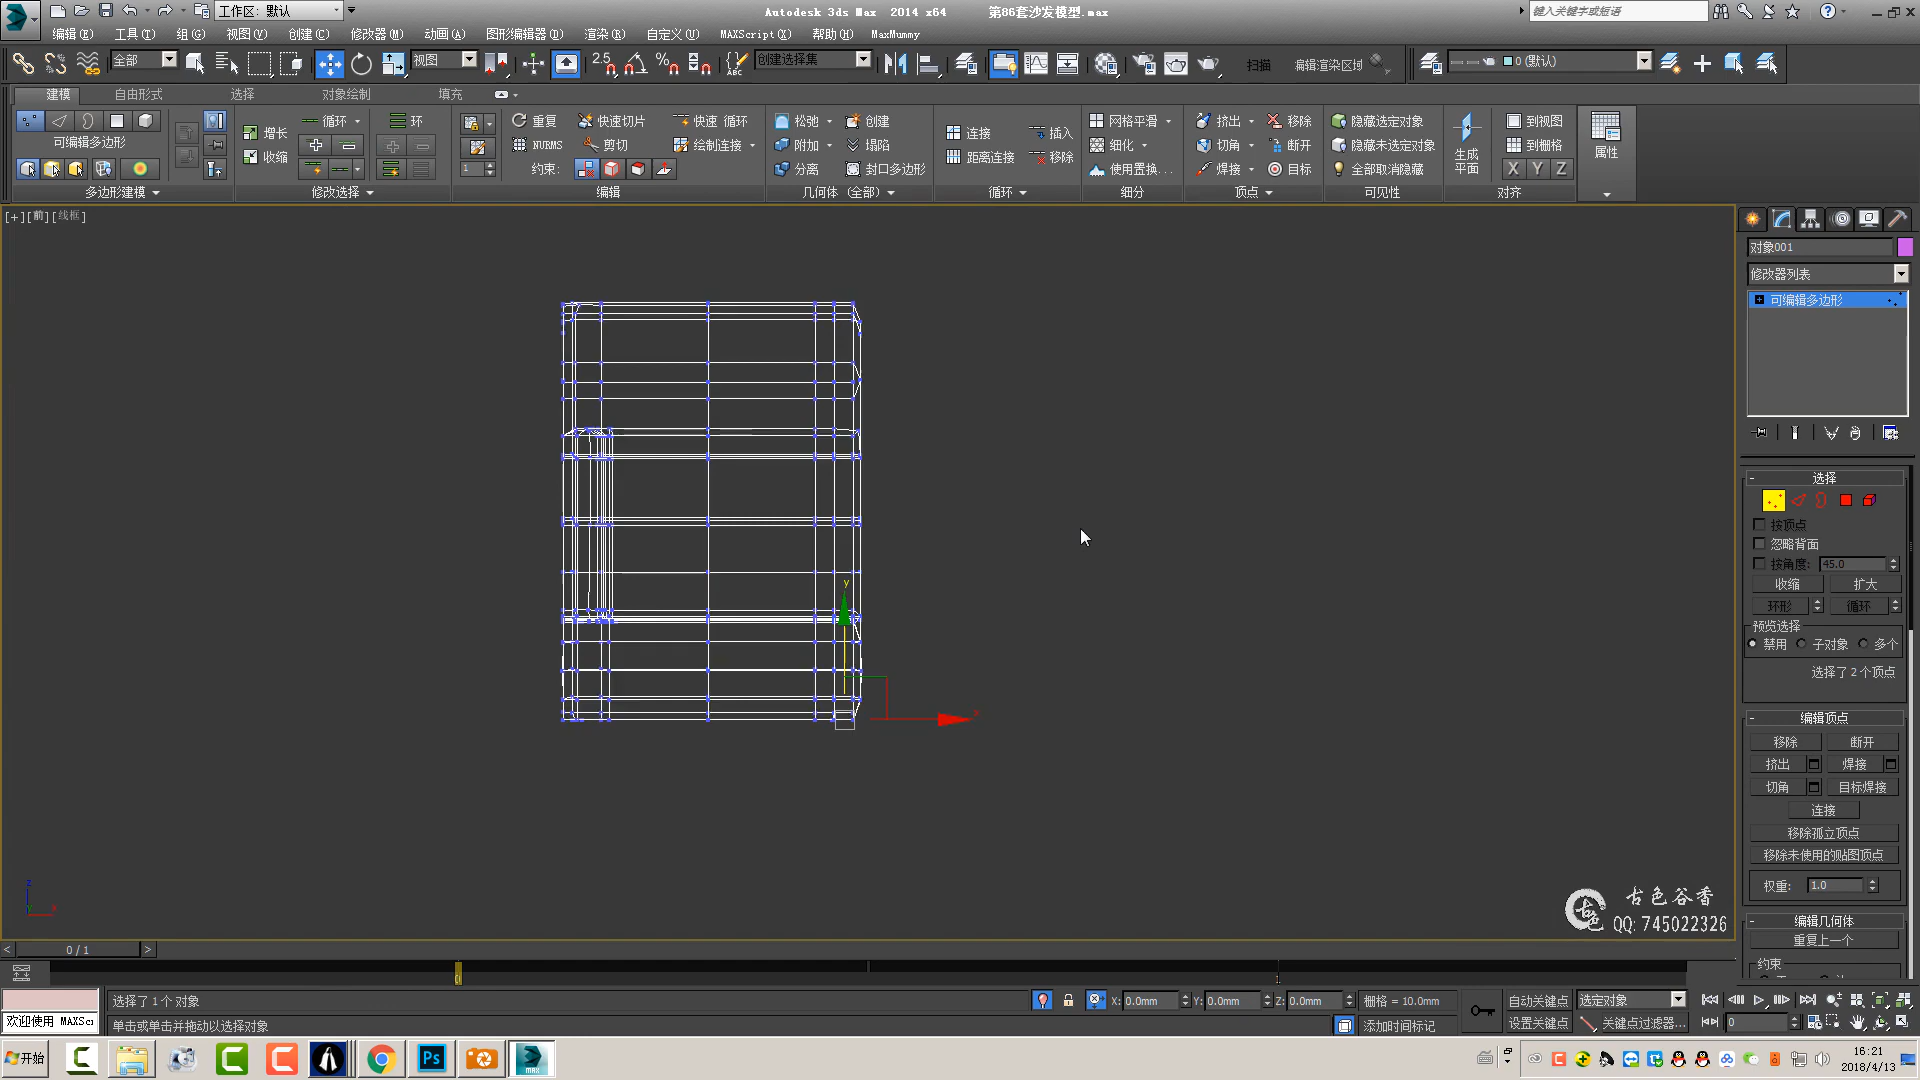 工作区: 默认
Autodesk 3ds Max  2014 x64    第86套沙发模型.max
键入关键字或短语
编辑(E) 工具(T) 组(G) 视图(V) 创建(C) 修改器(M) 动画(A) 图形编辑器(D) 渲染(R) 自定义(U) MAXScript(X) 帮助(H) MaxMummy
全部 视图 2.5 创建选择集 扫描 编辑渲染区域 0 (默认)
建模 自由形式 选择 对象绘制 填充
增长 循环 环 重复 快速切片 快速 循环 松弛 创建 连接 插入 网格平滑 挤出 移除 隐藏选定对象 到视图
可编辑多边形 收缩 NURMS 剪切 绘制连接 附加 塌陷 距离连接 移除 细化 切角 断开 隐藏未选定对象 生成平面 到栅格 属性
1 约束: 分离 封口多边形 使用置换... 焊接 目标 全部取消隐藏 X Y Z
多边形建模 修改选择 编辑 几何体 (全部) 循环 细分 顶点 可见性 对齐
[+][前][线框]
对象001
修改器列表
可编辑多边形
选择
按顶点
忽略背面
按角度: 45.0
收缩 扩大
环形 循环
预览选择
禁用 子对象 多个
选择了 2 个顶点
编辑顶点
移除 断开
挤出 焊接
切角 目标焊接
连接
移除孤立顶点
移除未使用的贴图顶点
权重: 1.0
编辑几何体
重复上一个
约束
y
x
z
x
古色谷香
QQ: 745022326
0 / 1
选择了 1 个 对象 X: 0.0mm Y: 0.0mm Z: 0.0mm 栅格 = 10.0mm 自动关键点 选定对象
欢迎使用 MAXScr 单击或单击并拖动以选择对象 添加时间标记 设置关键点 关键点过滤器... 0
开始
Ps
MAX
16:21
2018/4/13